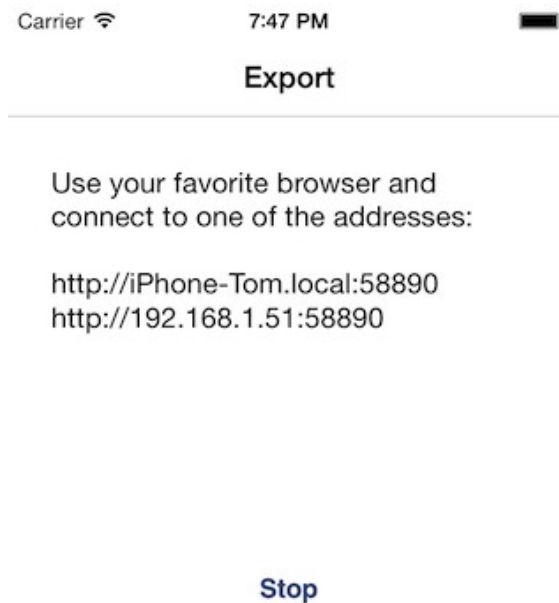 Carrier 7:47 PM
Export
Use your favorite browser and
connect to one of the addresses:
http://iPhone-Tom.local:58890
http://192.168.1.51:58890
Stop